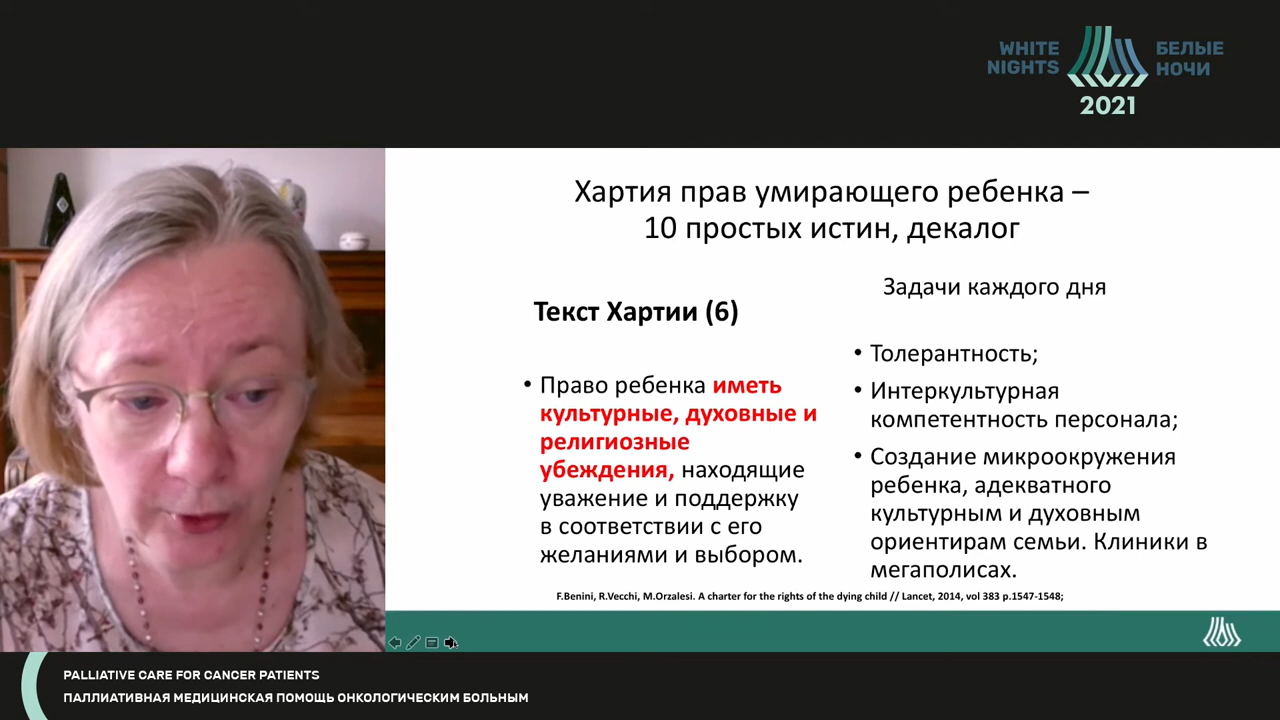 WHITE
NIGHTS
БЕЛЫЕ
НОЧИ
2021
Хартия прав умирающего ребенка –
10 простых истин, декалог
Текст Хартии (6)
• Право ребенка иметь
культурные, духовные и
религиозные
убеждения, находящие
уважение и поддержку
в соответствии с его
желаниями и выбором.
Задачи каждого дня
• Толерантность;
• Интеркультурная
компетентность персонала;
• Создание микроокружения
ребенка, адекватного
культурным и духовным
ориентирам семьи. Клиники в
мегаполисах.
F.Benini, R.Vecchi, M.Orzalesi. A charter for the rights of the dying child // Lancet, 2014, vol 383 p.1547-1548;
PALLIATIVE CARE FOR CANCER PATIENTS
ПАЛЛИАТИВНАЯ МЕДИЦИНСКАЯ ПОМОЩЬ ОНКОЛОГИЧЕСКИМ БОЛЬНЫМ